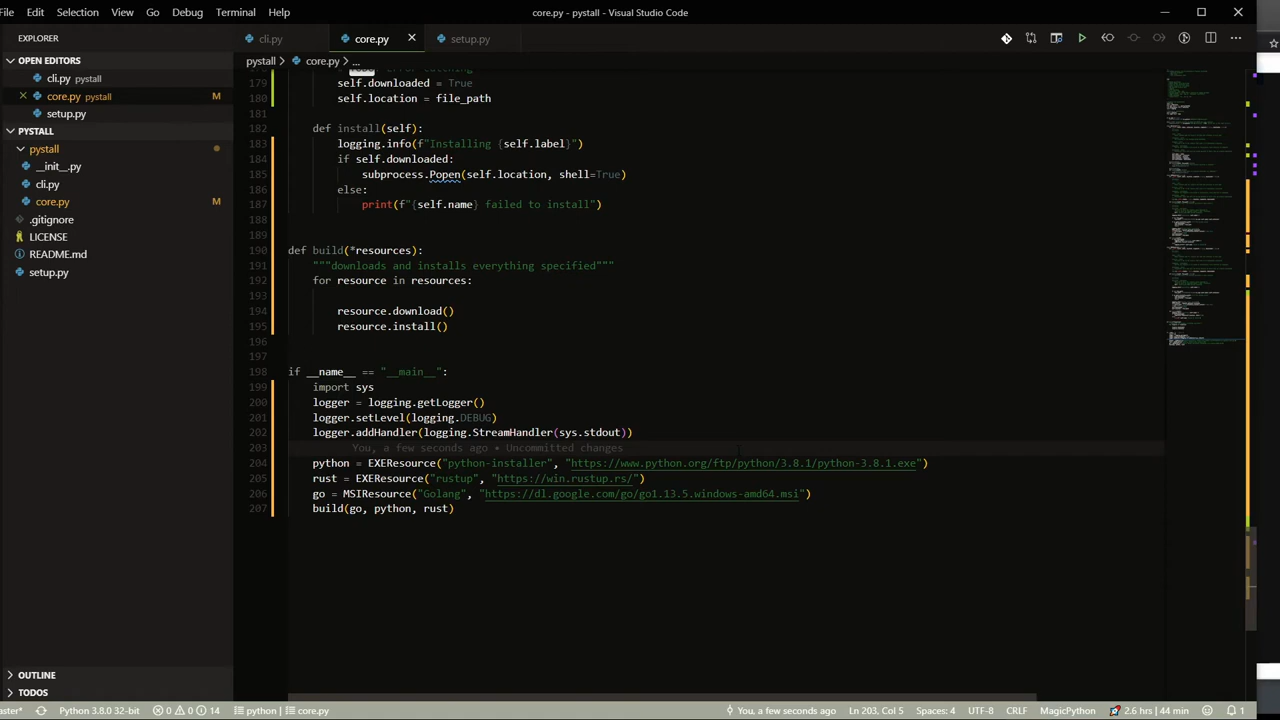 File Edit Selection View Go Debug Terminal Help
core.py - pystall - Visual Studio Code
EXPLORER
cli.py core.py setup.py
OPEN EDITORS
cli.py pystall
core.py pystall M
setup.py
PYSTALL
pystall
__init__.py
cli.py
core.py M
.gitignore
LICENSE
README.md
setup.py
OUTLINE
TODOS
pystall > core.py > ...
179 self.downloaded = True
180 self.location = file_path
181
182 def install(self):
183 logging.info(f"Installing self.label}")
184 if self.downloaded:
185 subprocess.Popen(self.location, shell=True)
186 else:
187 print(f" self.name failed to install")
188
189
190 def build(*resources):
191 """downloads and installs everything specified"""
192 for resource in resources:
193
194 resource.download()
195 resource.install()
196
197
198 if __name__ == "__main__":
199 import sys
200 logger = logging.getLogger()
201 logger.setLevel(logging.DEBUG)
202 logger.addHandler(logging.StreamHandler(sys.stdout))
203 You, a few seconds ago • Uncommitted changes
204 python = EXEResource("python-installer", "https://www.python.org/ftp/python/3.8.1/python-3.8.1.exe")
205 rust = EXEResource("rustup", "https://win.rustup.rs/")
206 go = MSIResource("Golang", "https://dl.google.com/go/go1.13.5.windows-amd64.msi")
207 build(go, python, rust)
master* Python 3.8.0 32-bit 0 0 14 python | core.py You, a few seconds ago Ln 203, Col 5 Spaces: 4 UTF-8 CRLF MagicPython 2.6 hrs | 44 min 1